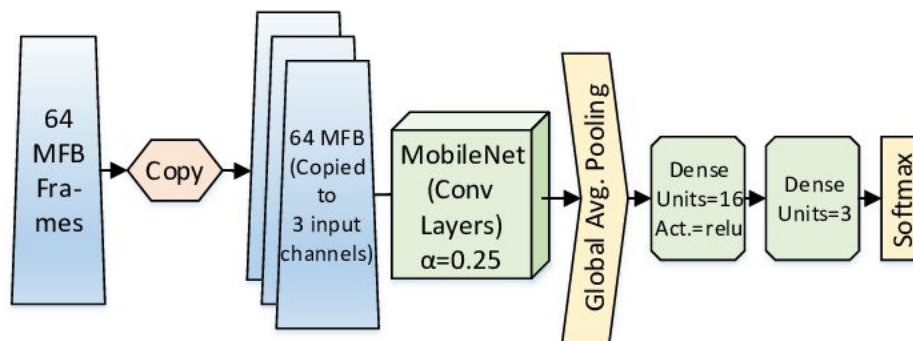 64
MFB
Fra-
mes
Copy
64 MFB
(Copied
to
3 input
channels)
MobileNet
(Conv
Layers)
α=0.25
Global Avg. Pooling
Dense
Units=16
Act.=relu
Dense
Units=3
Softmax